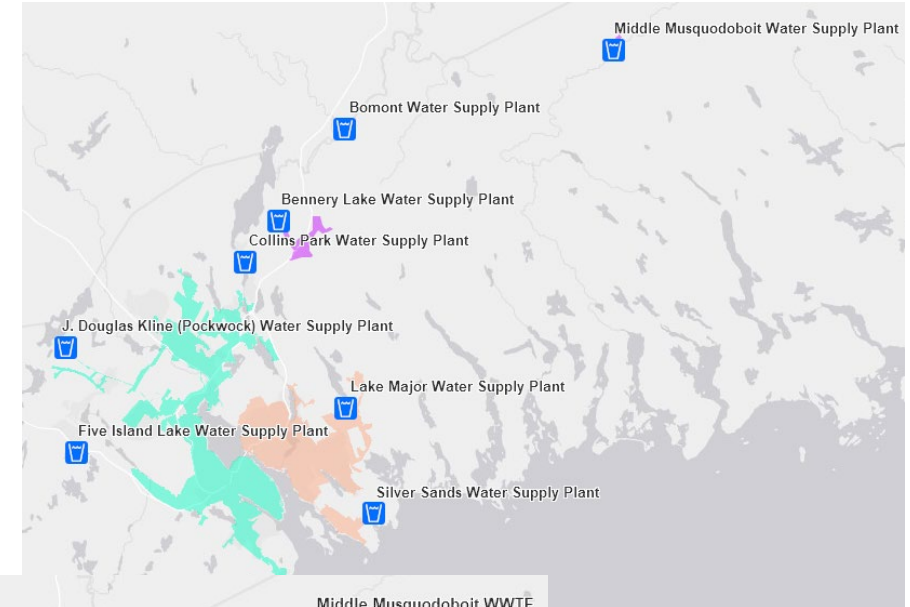 Middle Musquodoboit Water Supply Plant
Bomont Water Supply Plant
Bennery Lake Water Supply Plant
Collins Park Water Supply Plant
J. Douglas Kline (Pockwock) Water Supply Plant
Lake Major Water Supply Plant
Five Island Lake Water Supply Plant
Silver Sands Water Supply Plant
Middle Musquodoboit WWTF